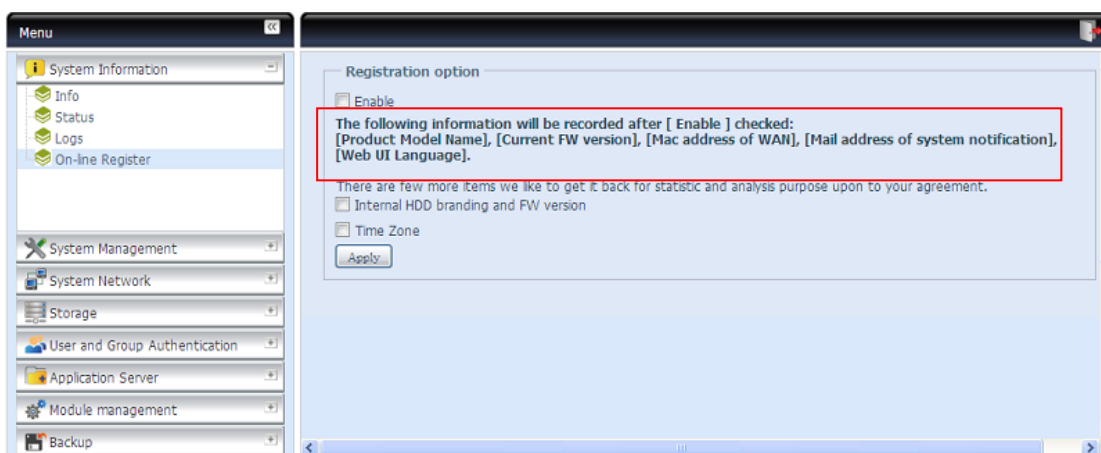 Menu
System Information
Info
Status
Logs
On-line Register
System Management
System Network
Storage
User and Group Authentication
Application Server
Module management
Backup
Registration option
Enable
The following information will be recorded after [ Enable ] checked:
[Product Model Name], [Current FW version], [Mac address of WAN], [Mail address of system notification],
[Web UI Language].
There are few more items we like to get it back for statistic and analysis purpose upon to your agreement.
Internal HDD branding and FW version
Time Zone
Apply